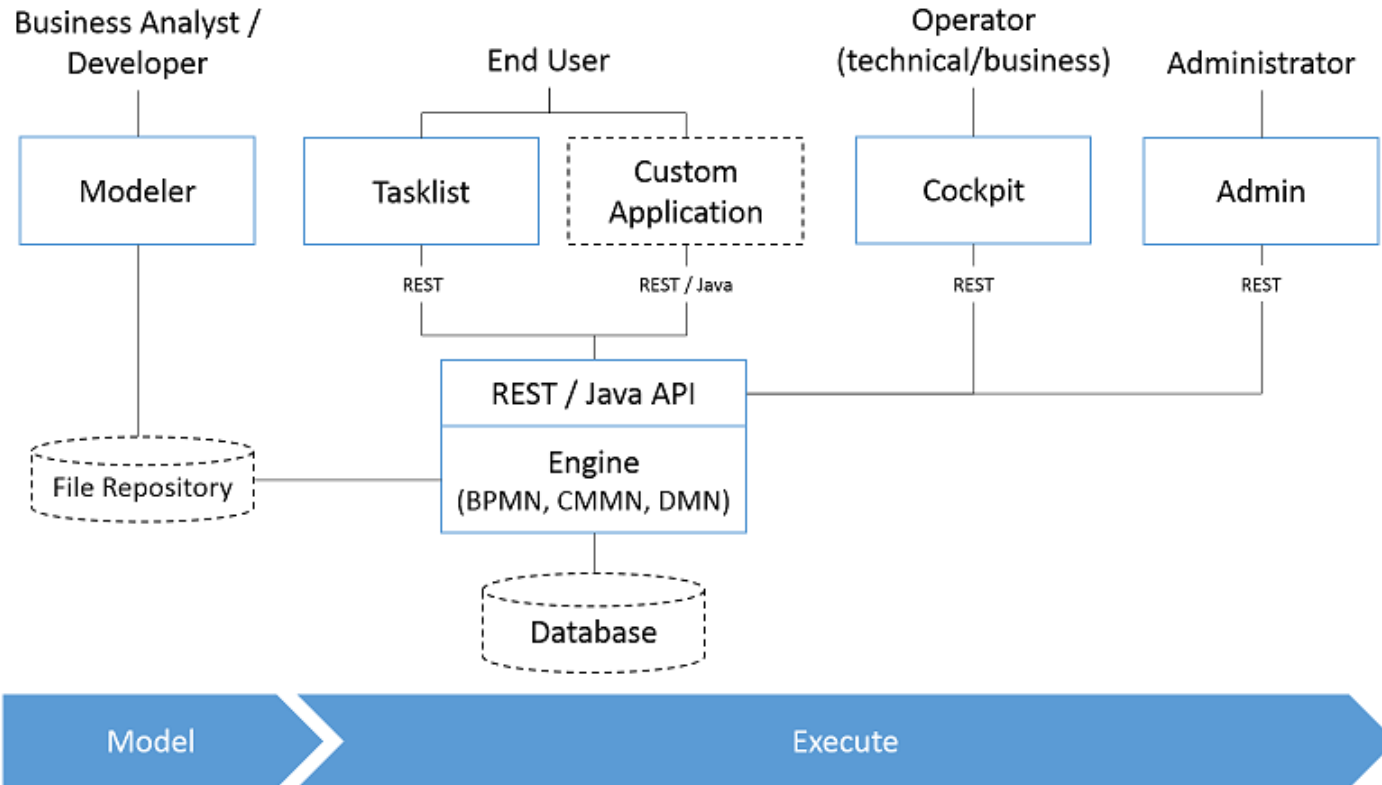 Business Analyst /
Developer
End User
Operator
(technical/business)
Administrator
Modeler
Tasklist
Custom
Application
Cockpit
Admin
REST
REST / Java
REST
REST
REST / Java API
Engine
(BPMN, CMMN, DMN)
File Repository
Database
Model
Execute